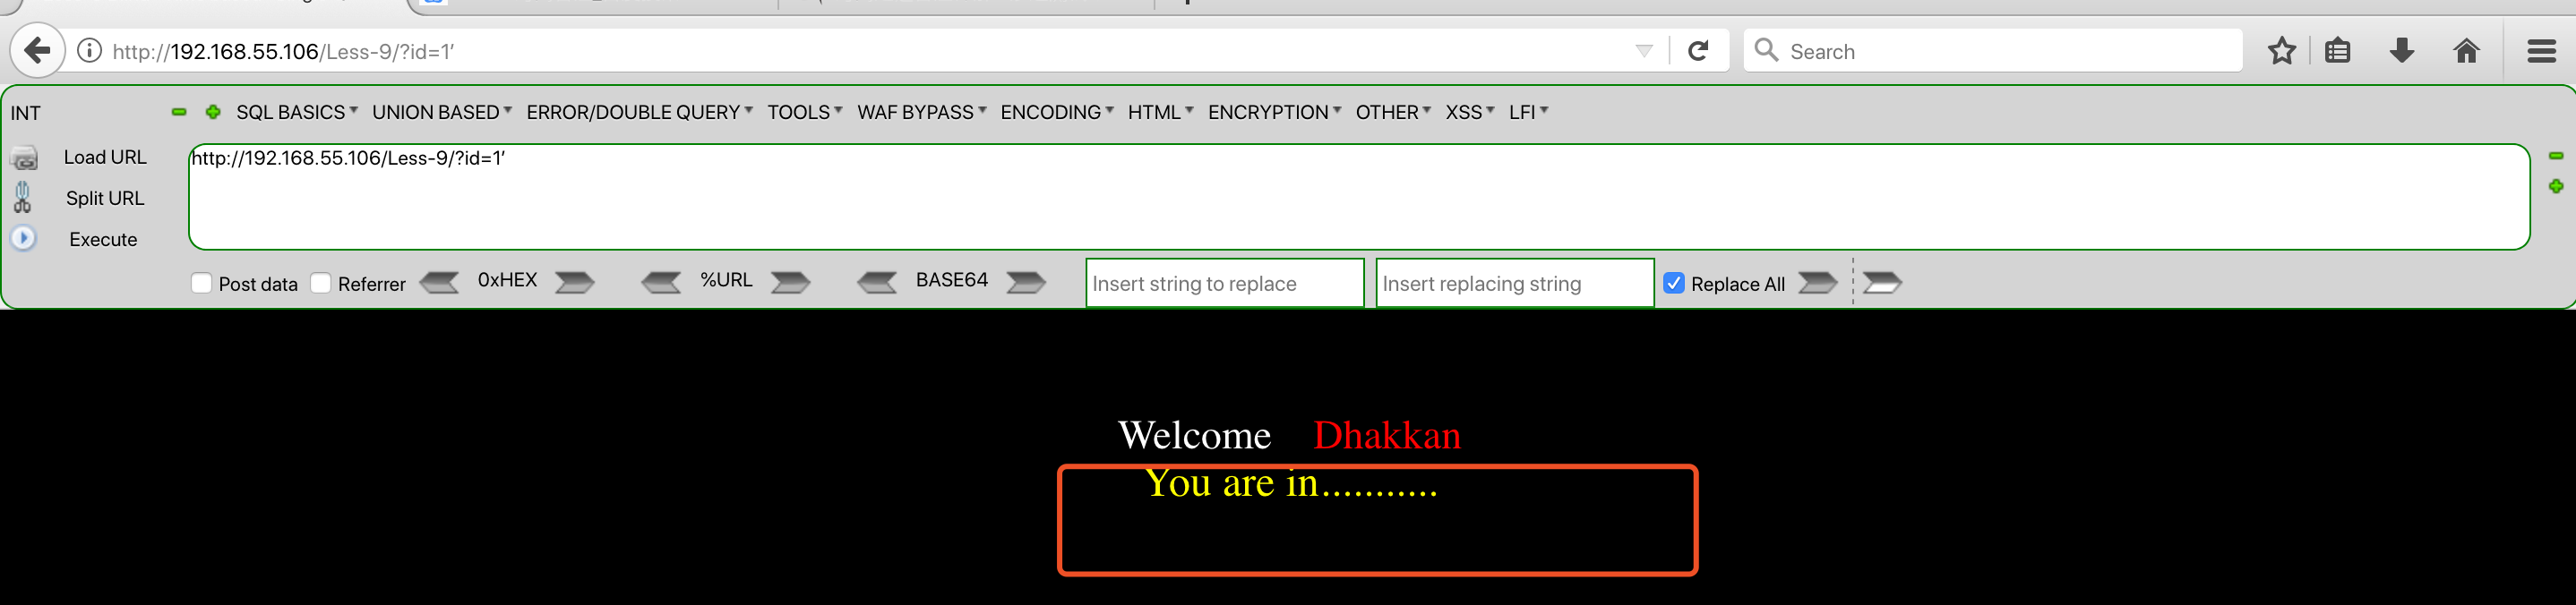 http://192.168.55.106/Less-9/?id=1’
Search
INT
SQL BASICS UNION BASED ERROR/DOUBLE QUERY TOOLS WAF BYPASS ENCODING HTML ENCRYPTION OTHER XSS LFI
Load URL
http://192.168.55.106/Less-9/?id=1’
Split URL
Execute
Post data Referrer 0xHEX %URL BASE64 Insert string to replace Insert replacing string Replace All
Welcome Dhakkan
You are in...........